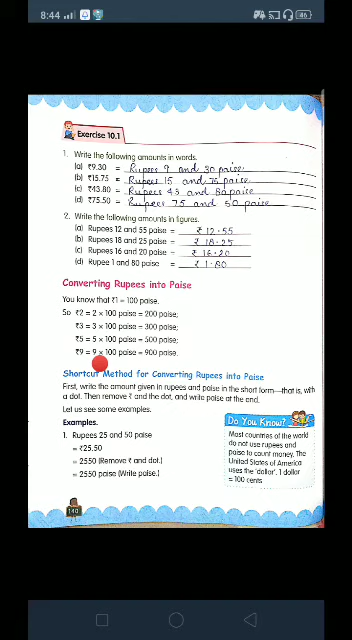 8:44
46
Exercise 10.1
1. Write the following amounts in words.
(a) ₹9.30 = Rupees 9 and 30 paise
(b) ₹15.75 = Rupees 15 and 75 paise
(c) ₹43.80 = Rupees 43 and 80 paise
(d) ₹75.50 = Rupees 75 and 50 paise
2. Write the following amounts in figures.
(a) Rupees 12 and 55 paise = ₹ 12.55
(b) Rupees 18 and 25 paise = ₹ 18.25
(c) Rupees 16 and 20 paise = ₹ 16.20
(d) Rupee 1 and 80 paise = ₹ 1.80
Converting Rupees into Paise
You know that ₹1 = 100 paise.
So ₹2 = 2 × 100 paise = 200 paise;
₹3 = 3 × 100 paise = 300 paise;
₹5 = 5 × 100 paise = 500 paise;
₹9 = 9 × 100 paise = 900 paise.
Shortcut Method for Converting Rupees into Paise
First, write the amount given in rupees and paise in the short form—that is, with
a dot. Then remove ₹ and the dot, and write paise at the end.
Let us see some examples.
Examples.
1. Rupees 25 and 50 paise
= ₹25.50
= 2550 (Remove ₹ and dot.)
= 2550 paise (Write paise.)
Do You Know?
Most countries of the world
do not use rupees and
paise to count money. The
United States of America
uses the 'dollar'. 1 dollar
= 100 cents
140